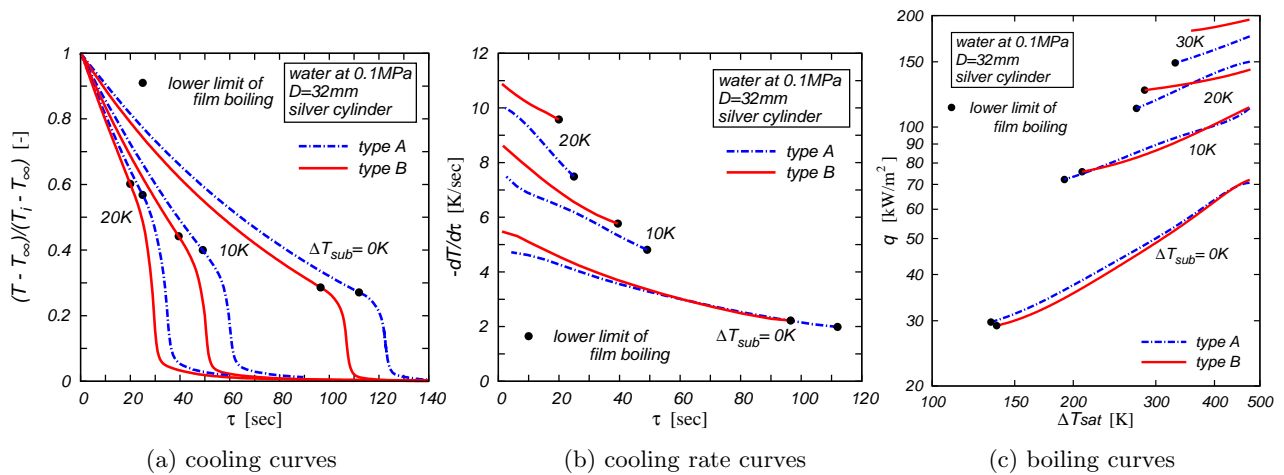 1
0.8
0.6
0.4
0.2
0
0 20 40 60 80 100 120 140
(T - T∞)/(Ti - T∞) [-]
τ [sec]
lower limit of
film boiling
water at 0.1MPa
D=32mm
silver cylinder
type A
type B
20K
10K
ΔTsub= 0K
(a) cooling curves
12
10
8
6
4
2
0
0 20 40 60 80 100 120
-dT/dτ [K/sec]
τ [sec]
water at 0.1MPa
D=32mm
silver cylinder
type A
type B
20K
10K
ΔTsub= 0K
lower limit of
film boiling
(b) cooling rate curves
200
150
100
80
70
60
50
40
30
20
100 150 200 300 400 500
q [kW/m²]
ΔTsat [K]
water at 0.1MPa
D=32mm
silver cylinder
lower limit of
film boiling
30K
20K
10K
ΔTsub= 0K
type A
type B
(c) boiling curves